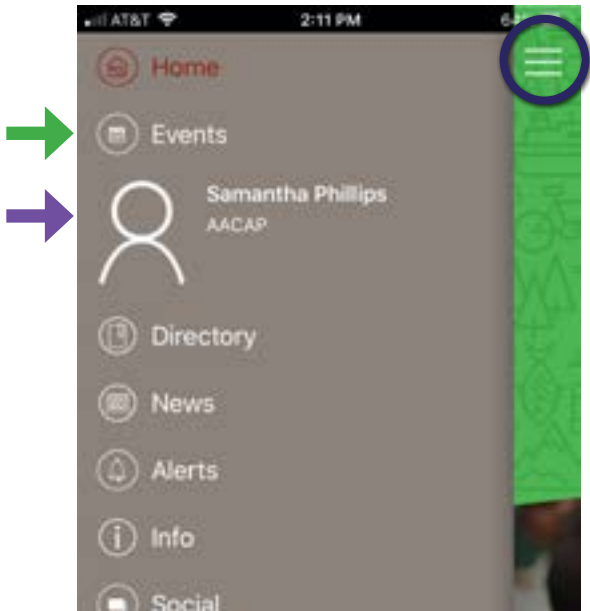 AT&T 2:11 PM
Home
Events
Samantha Phillips
AACAP
Directory
News
Alerts
Info
Social